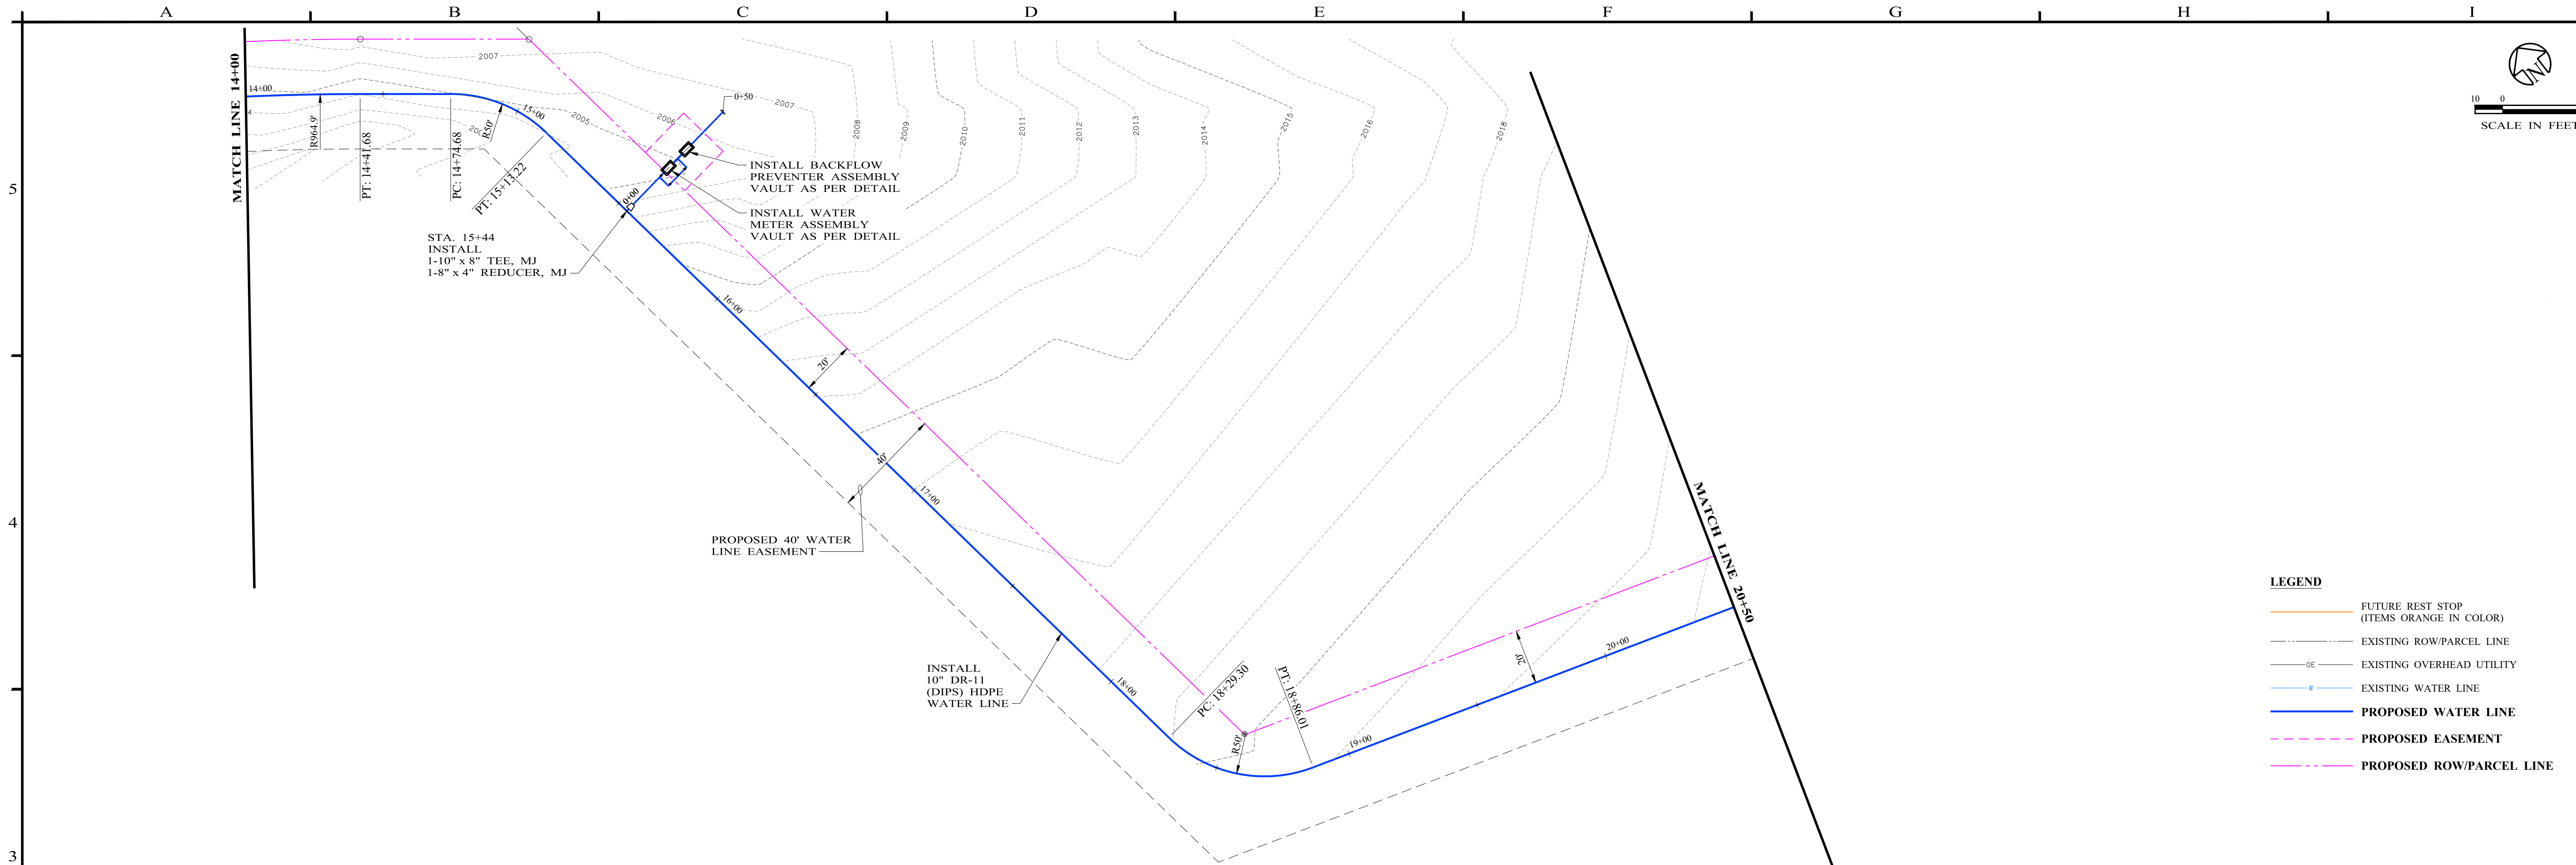 A
B
C
D
E
F
G
H
I
5
4
3
MATCH LINE 14+00
14+00
R964.9'
PT: 14+41.68
PC: 14+74.68
R50'
15+00
PT: 15+13.22
2007
2005
2006
2007
2008
2009
2010
2011
2012
2013
2014
2015
2016
2018
0+50
0+00
INSTALL BACKFLOW
PREVENTER ASSEMBLY
VAULT AS PER DETAIL
INSTALL WATER
METER ASSEMBLY
VAULT AS PER DETAIL
STA. 15+44
INSTALL
1-10" x 8" TEE, MJ
1-8" x 4" REDUCER, MJ
16+00
20'
40'
17+00
PROPOSED 40' WATER
LINE EASEMENT
INSTALL
10" DR-11
(DIPS) HDPE
WATER LINE
18+00
PC: 18+29.30
R50'
PT: 18+86.01
19+00
20'
20+00
MATCH LINE 20+50
N
10 0
SCALE IN FEET
LEGEND
FUTURE REST STOP
(ITEMS ORANGE IN COLOR)
EXISTING ROW/PARCEL LINE
OE
EXISTING OVERHEAD UTILITY
W
EXISTING WATER LINE
PROPOSED WATER LINE
PROPOSED EASEMENT
PROPOSED ROW/PARCEL LINE